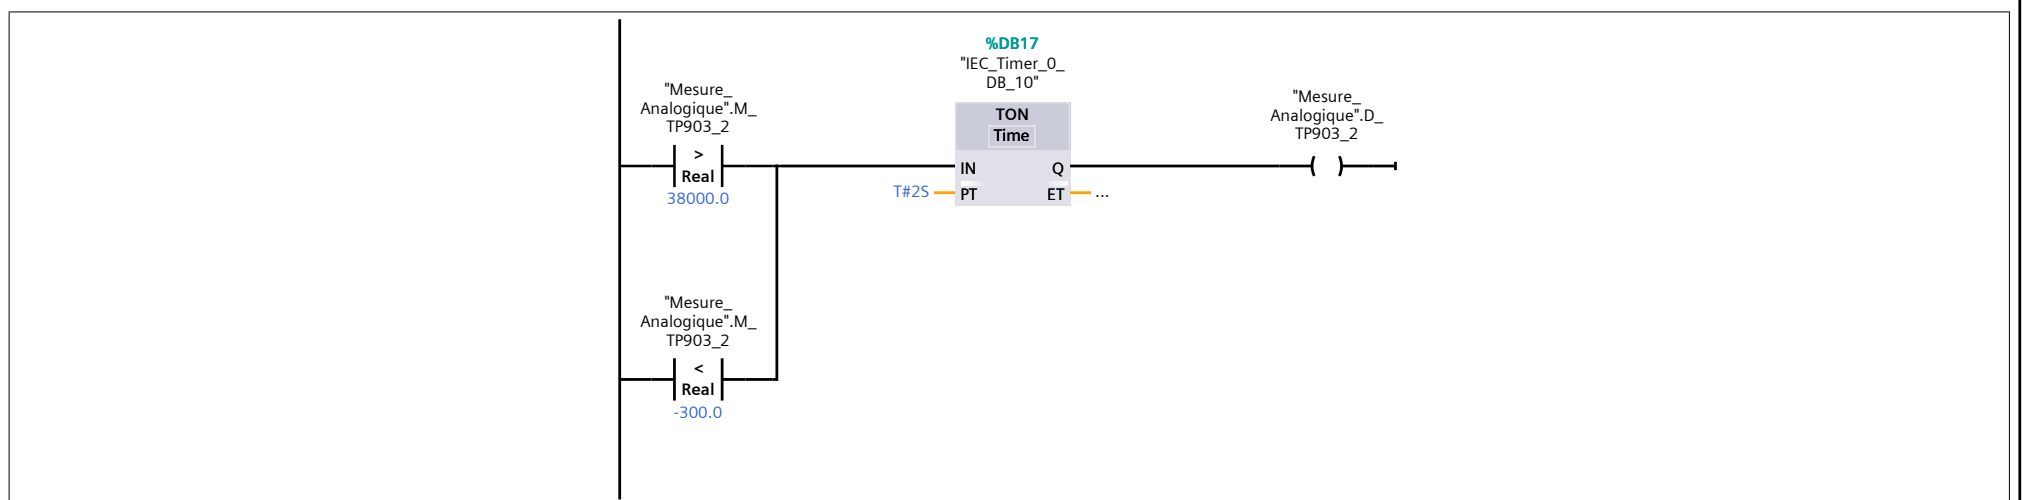 %DB17
"IEC_Timer_0_
DB_10"
"Mesure_
Analogique".M_
TP903_2
>
Real
38000.0
TON
Time
IN
Q
T#2S
PT
ET
...
"Mesure_
Analogique".D_
TP903_2
( )
"Mesure_
Analogique".M_
TP903_2
<
Real
-300.0